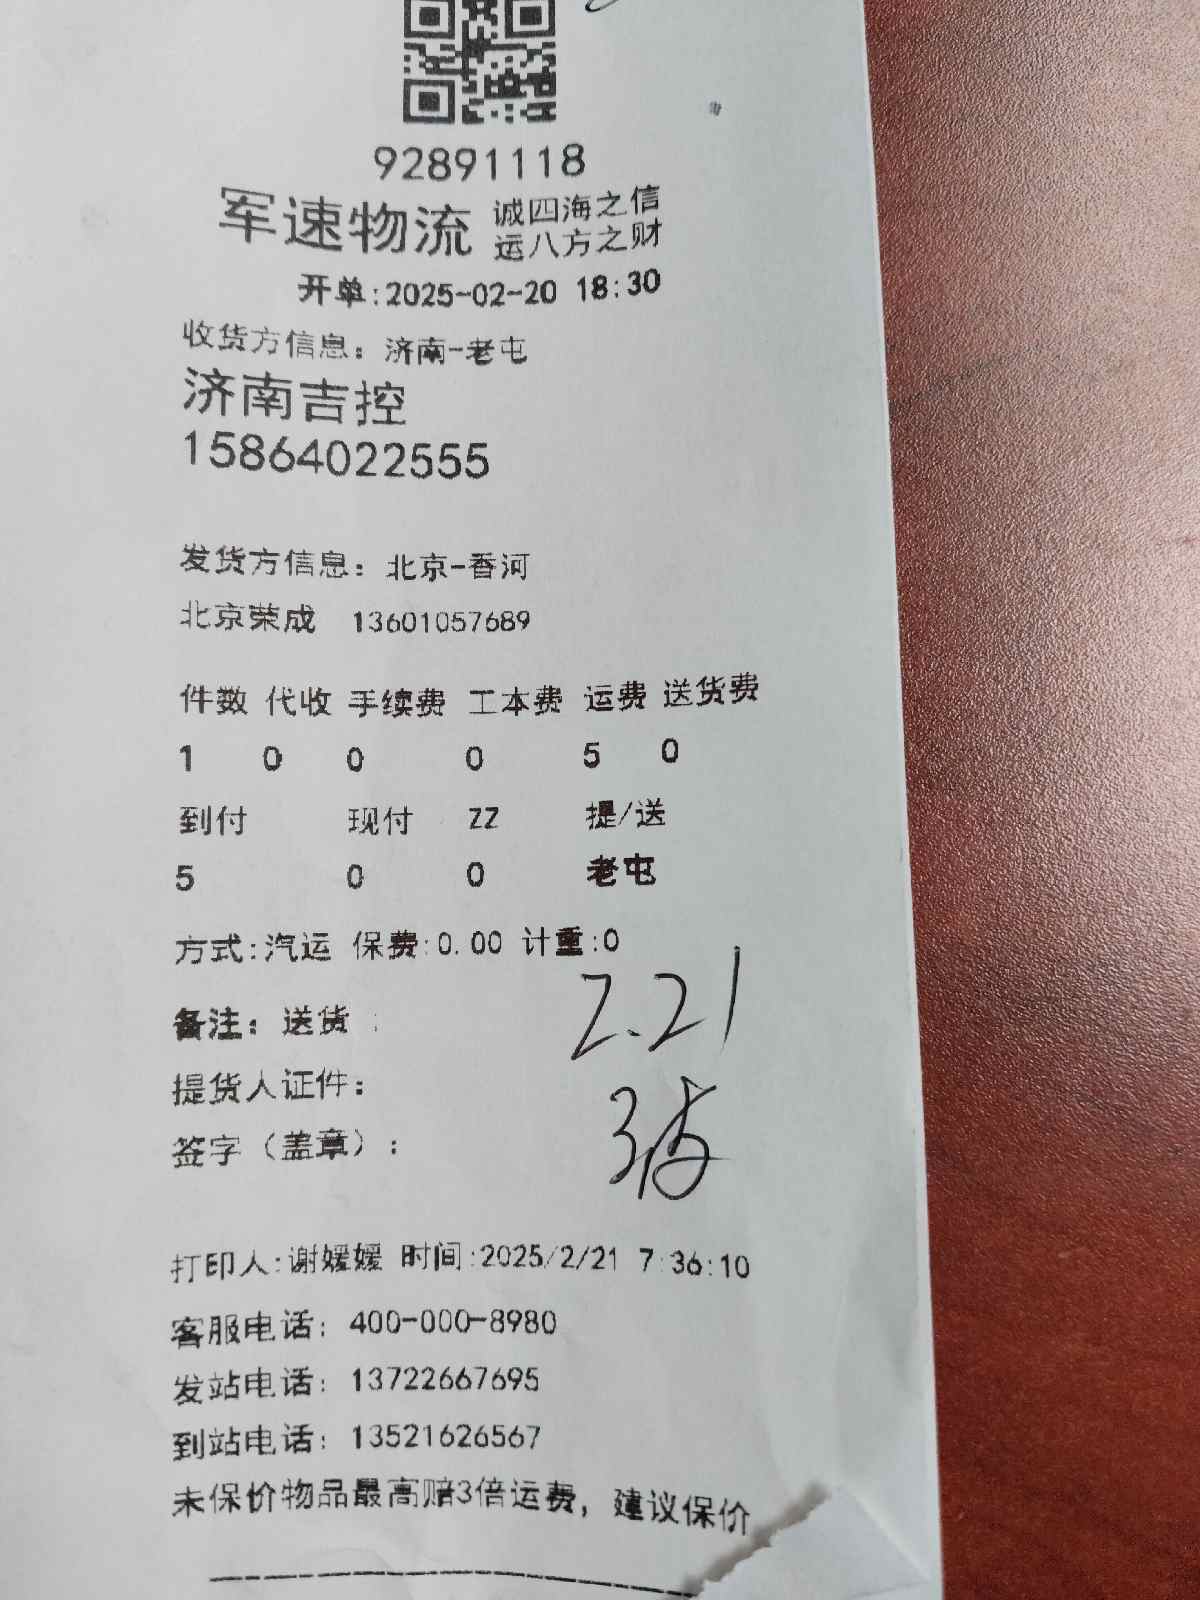 92891118
军速物流 诚四海之信
运八方之财
开单:2025-02-20 18:30
收货方信息: 济南-老屯
济南吉控
15864022555
发货方信息: 北京-香河
北京荣成 13601057689
件数 代收 手续费 工本费 运费 送货费
1 0 0 0 5 0
到付 现付 ZZ 提/送
5 0 0 老屯
方式:汽运 保费:0.00 计重:0
备注: 送货 :
2.21
提货人证件:
签字(盖章):
打印人:谢媛媛 时间:2025/2/21 7:36:10
客服电话: 400-000-8980
发站电话: 13722667695
到站电话: 13521626567
未保价物品最高赔3倍运费, 建议保价